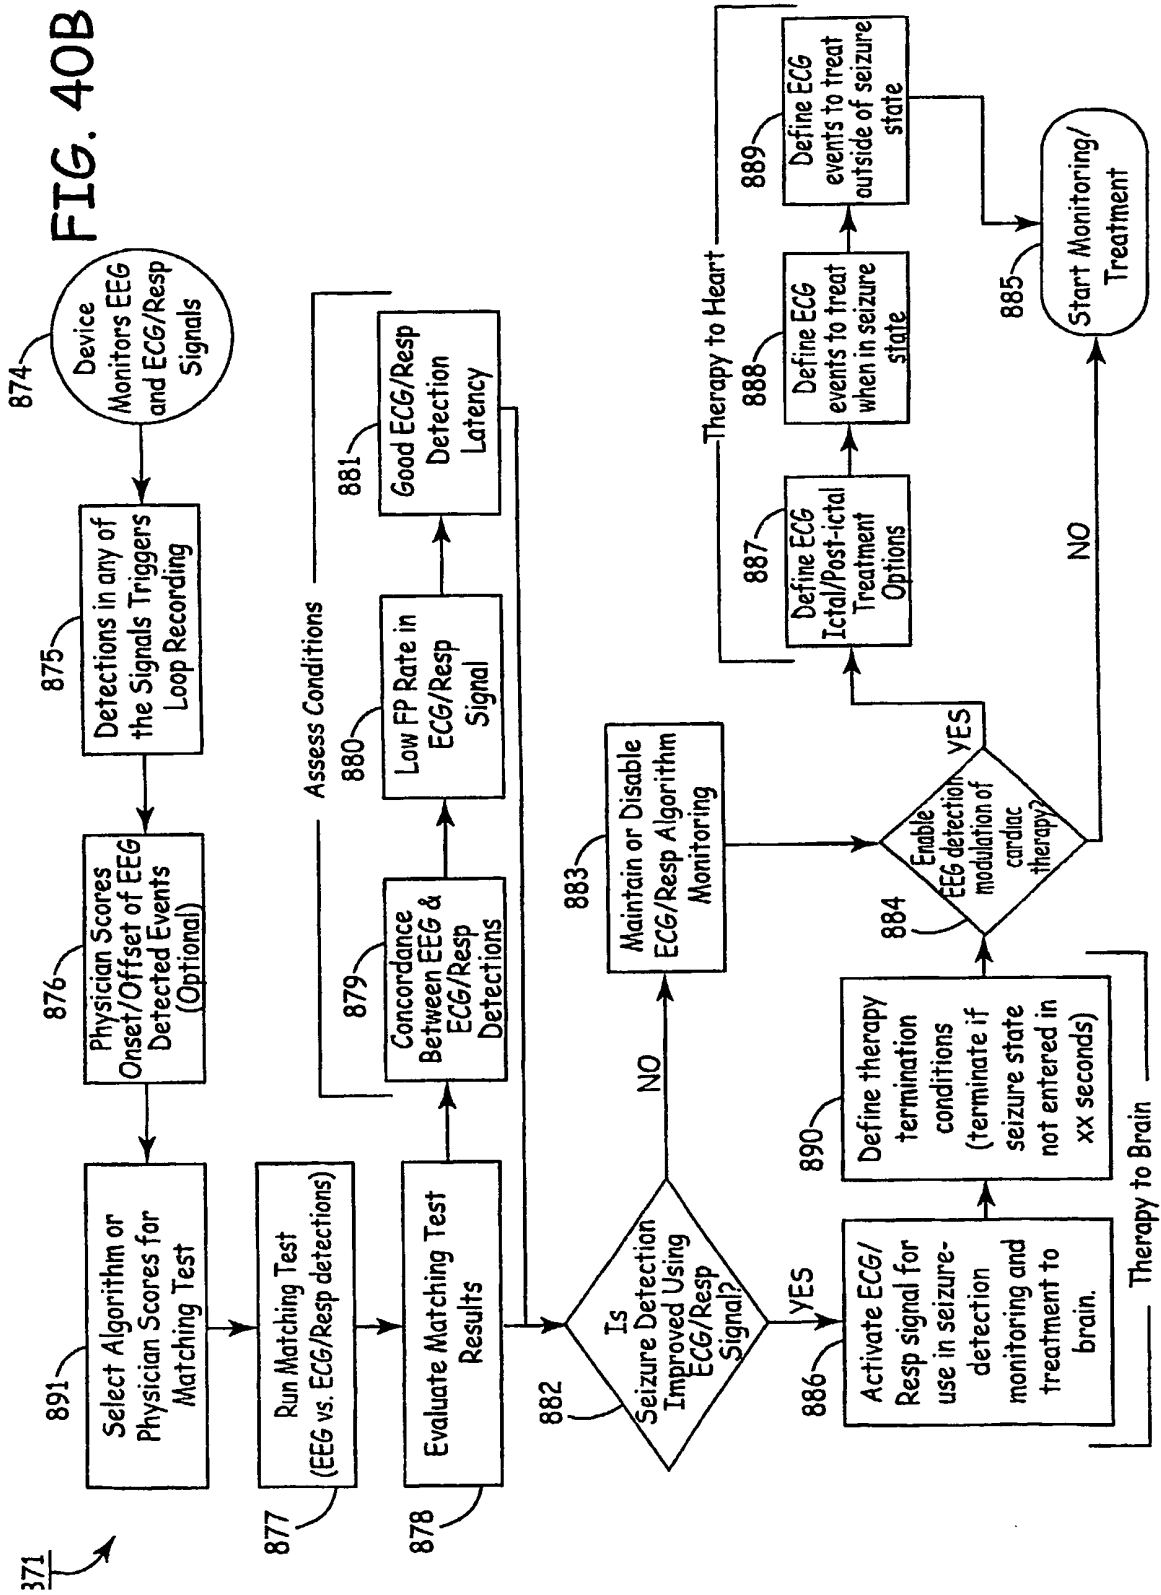 FIG. 40B
874
Device
Monitors EEG
and ECG/Resp
Signals
875
Detections in any of
the Signals Triggers
Loop Recording
876
Physician Scores
Onset/Offset of EEG
Detected Events
(Optional)
891
Select Algorithm or
Physician Scores for
Matching Test
877
Run Matching Test
(EEG vs. ECG/Resp detections)
878
Evaluate Matching Test
Results
Assess Conditions
879
Concordance
Between EEG &
ECG/Resp
Detections
880
Low FP Rate in
ECG/Resp
Signal
881
Good ECG/Resp
Detection
Latency
882
Is
Seizure Detection
Improved Using
ECG/Resp
Signal?
NO
YES
883
Maintain or Disable
ECG/Resp Algorithm
Monitoring
886
Activate ECG/
Resp signal for
use in seizure-
detection
monitoring and
treatment to
brain.
890
Define therapy
termination
conditions
(terminate if
seizure state
not entered in
xx seconds)
Therapy to Brain
884
Enable
EEG detection
modulation of
cardiac
therapy?
YES
NO
Therapy to Heart
887
Define ECG
Ictal/Post-ictal
Treatment
Options
888
Define ECG
events to treat
when in seizure
state
889
Define ECG
events to treat
outside of seizure
state
885
Start Monitoring/
Treatment